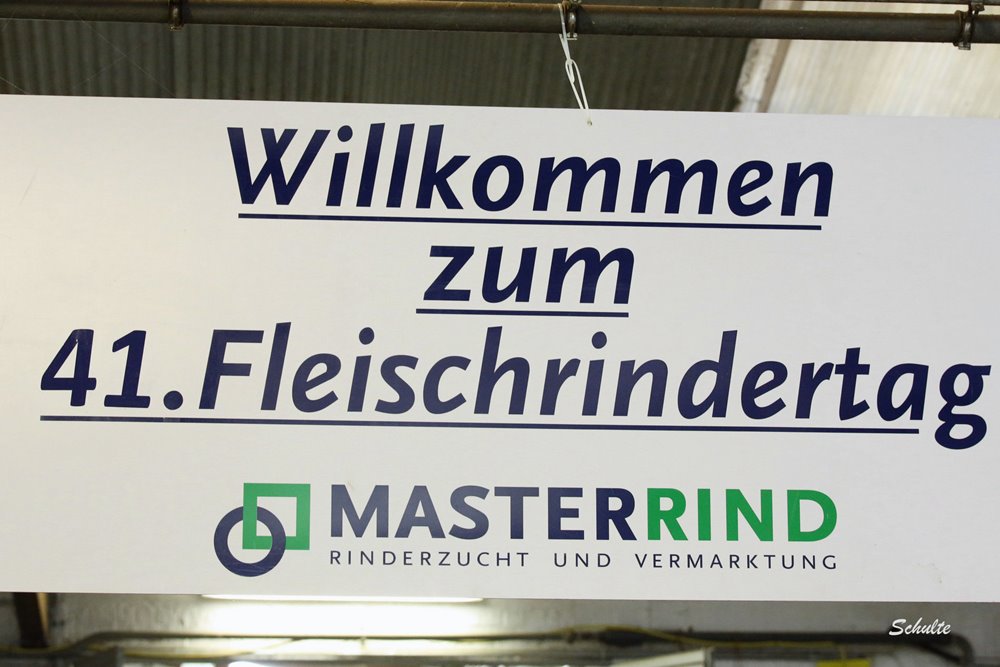 Willkommen
zum
41.Fleischrindertag
MASTERRIND
RINDERZUCHT UND VERMARKTUNG
Schulte